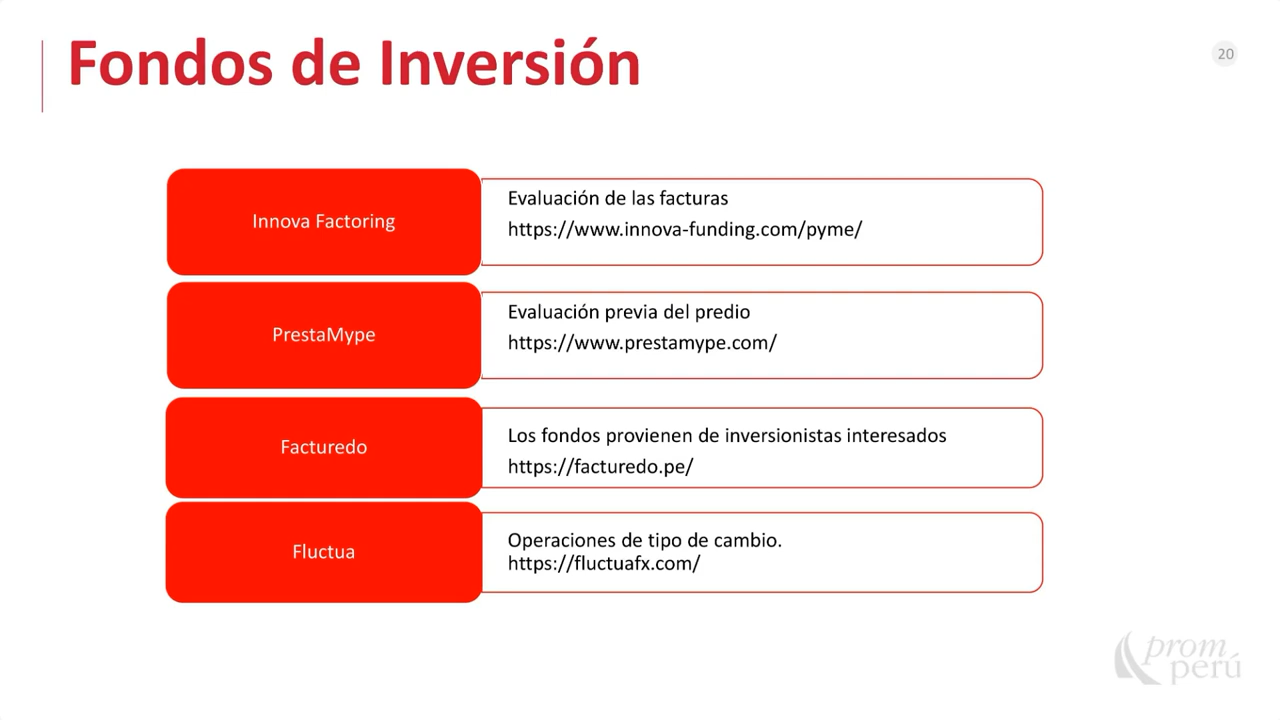 Fondos de Inversión
20
Innova Factoring
Evaluación de las facturas
https://www.innova-funding.com/pyme/
PrestaMype
Evaluación previa del predio
https://www.prestamype.com/
Facturedo
Los fondos provienen de inversionistas interesados
https://facturedo.pe/
Fluctua
Operaciones de tipo de cambio.
https://fluctuafx.com/
prom
perú